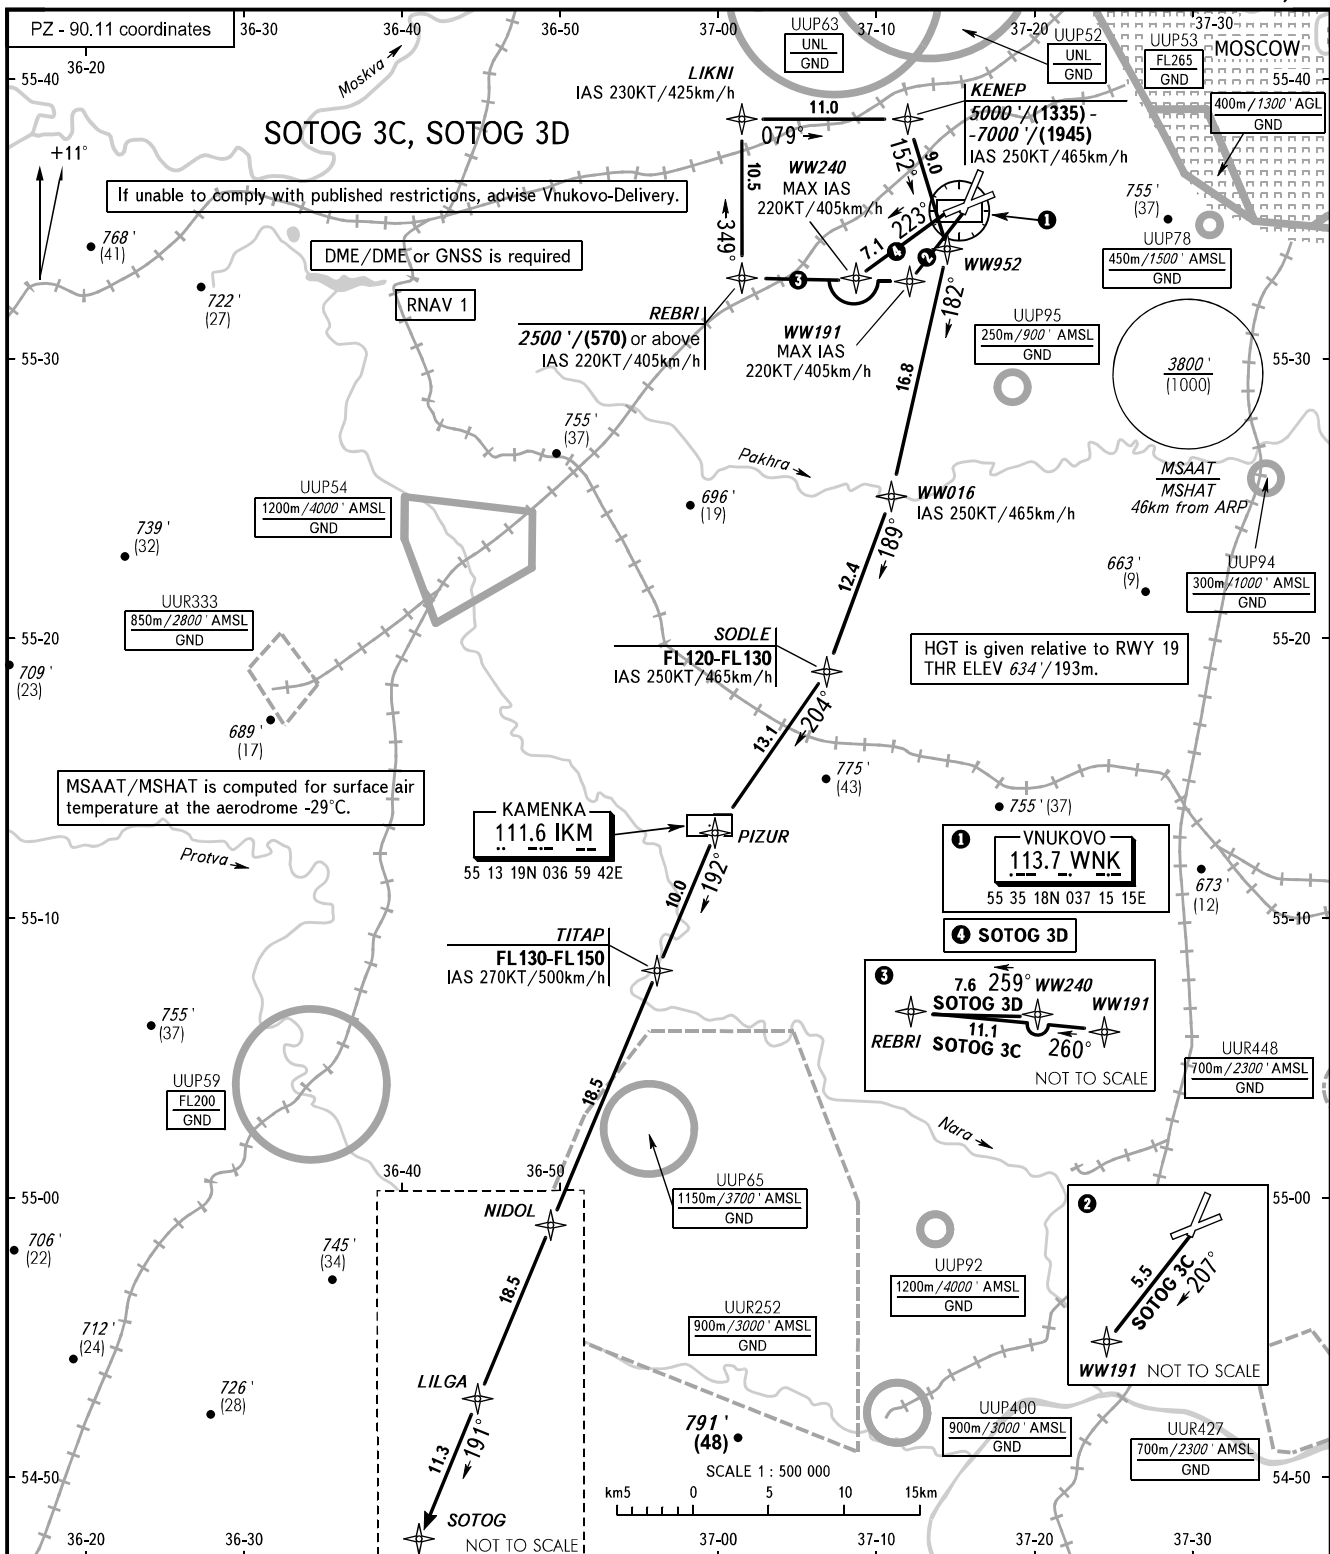 PZ - 90.11 coordinates
36-30
36-40
37-00
37-10
37-20
37-30
36-20
55-40
55-40
Moskva
UUP63
UNL
GND
UUP52
UNL
GND
UUP53
FL265
GND
MOSCOW
400m/1300' AGL
GND
LIKNI
IAS 230KT/425km/h
11.0
079°
KENEP
5000 '/(1335) -
-7000 '/(1945)
IAS 250KT/465km/h
SOTOG 3C, SOTOG 3D
+11°
If unable to comply with published restrictions, advise Vnukovo-Delivery.
DME/DME or GNSS is required
RNAV 1
10.5
349°
152°
9.0
WW240
MAX IAS
220KT/405km/h
223°
7.1
4
2
3
1
WW952
182°
768 '
(41)
722 '
(27)
755 '
(37)
UUP78
450m/1500' AMSL
GND
REBRI
2500 '/(570) or above
IAS 220KT/405km/h
WW191
MAX IAS
220KT/405km/h
UUP95
250m/900' AMSL
GND
3800 '
(1000)
55-30
55-30
16.8
755 '
(37)
Pakhra
MSAAT
MSHAT
46km from ARP
UUP54
1200m/4000' AMSL
GND
696 '
(19)
WW016
IAS 250KT/465km/h
189°
12.4
739 '
(32)
663 '
(9)
UUP94
300m/1000' AMSL
GND
UUR333
850m/2800' AMSL
GND
55-20
55-20
SODLE
FL120-FL130
IAS 250KT/465km/h
HGT is given relative to RWY 19
THR ELEV 634'/193m.
709 '
(23)
689 '
(17)
204°
13.1
775 '
(43)
MSAAT/MSHAT is computed for surface air
temperature at the aerodrome -29°C.
KAMENKA
111.6 IKM
55 13 19N 036 59 42E
PIZUR
755 ' (37)
Protva
192°
10.0
1
VNUKOVO
113.7 WNK
55 35 18N 037 15 15E
673 '
(12)
55-10
55-10
4 SOTOG 3D
TITAP
FL130-FL150
IAS 270KT/500km/h
3
7.6 259° WW240
SOTOG 3D
WW191
REBRI
11.1
SOTOG 3C
260°
NOT TO SCALE
755 '
(37)
UUP59
FL200
GND
18.5
UUR448
700m/2300' AMSL
GND
Nara
36-40
36-50
UUP65
1150m/3700' AMSL
GND
55-00
55-00
NIDOL
2
5.5
SOTOG 3C
207°
WW191 NOT TO SCALE
706 '
(22)
745 '
(34)
UUP92
1200m/4000' AMSL
GND
18.5
UUR252
900m/3000' AMSL
GND
712 '
(24)
726 '
(28)
LILGA
191°
11.3
791 '
(48)
UUP400
900m/3000' AMSL
GND
UUR427
700m/2300' AMSL
GND
54-50
54-50
SCALE 1 : 500 000
km5 0 5 10 15km
SOTOG
NOT TO SCALE
36-20
36-30
37-00
37-10
37-20
37-30